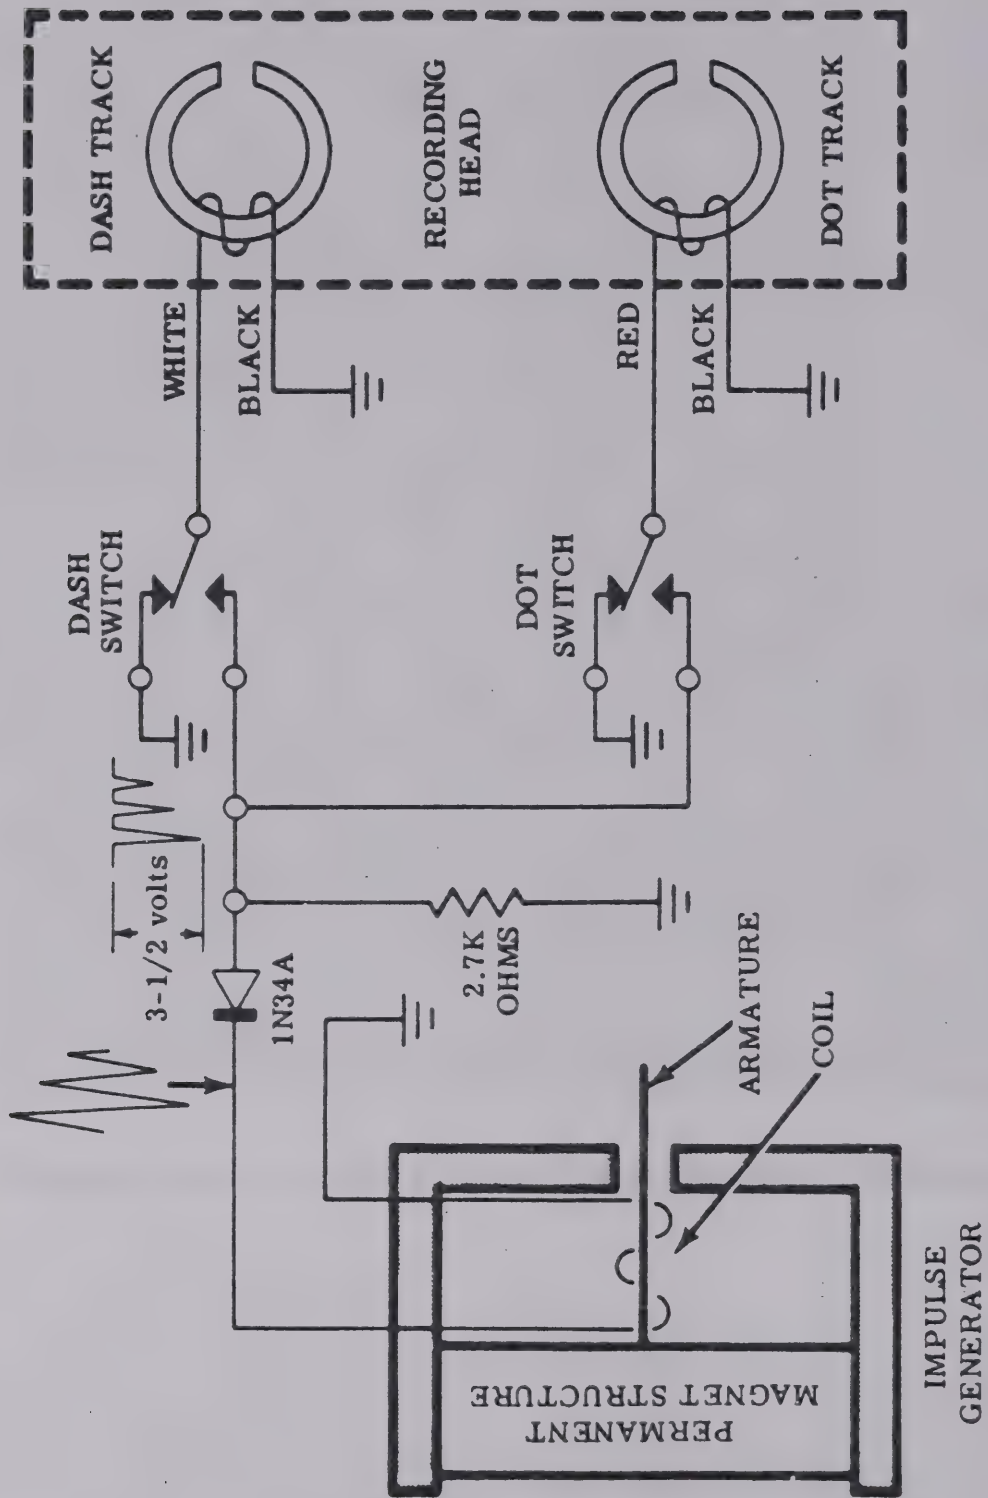 DASH TRACK
RECORDING
HEAD
DOT TRACK
WHITE
BLACK
RED
BLACK
DASH
SWITCH
DOT
SWITCH
3-1/2 volts
1N34A
2.7K
OHMS
ARMATURE
COIL
PERMANENT
MAGNET STRUCTURE
IMPULSE
GENERATOR